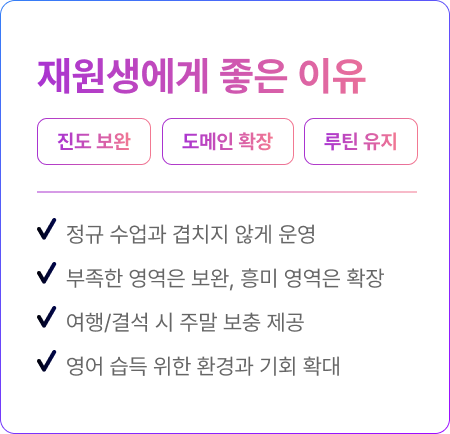 재원생에게 좋은 이유
진도 보완
도메인 확장
루틴 유지
정규 수업과 겹치지 않게 운영
부족한 영역은 보완, 흥미 영역은 확장
여행/결석 시 주말 보충 제공
영어 습득 위한 환경과 기회 확대